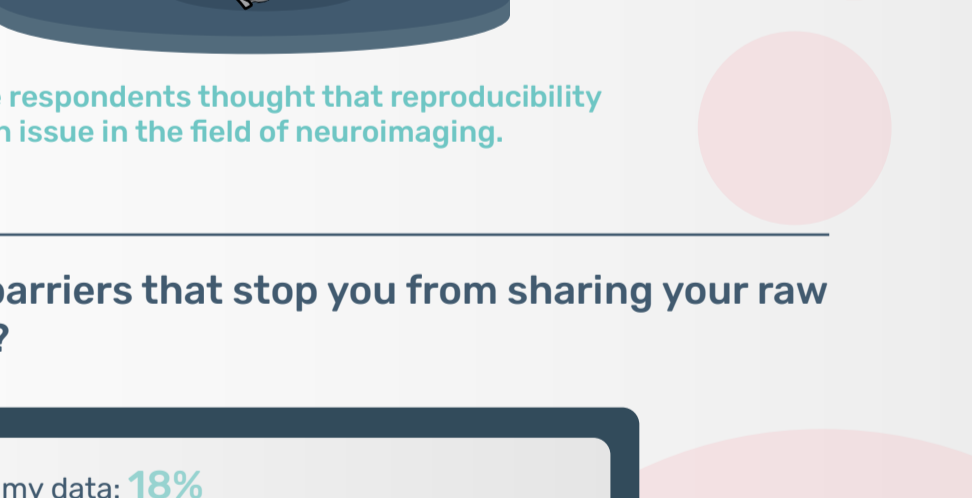 respondents thought that reproducibility
issue in the field of neuroimaging.
barriers that stop you from sharing your raw
?
my data: 18%